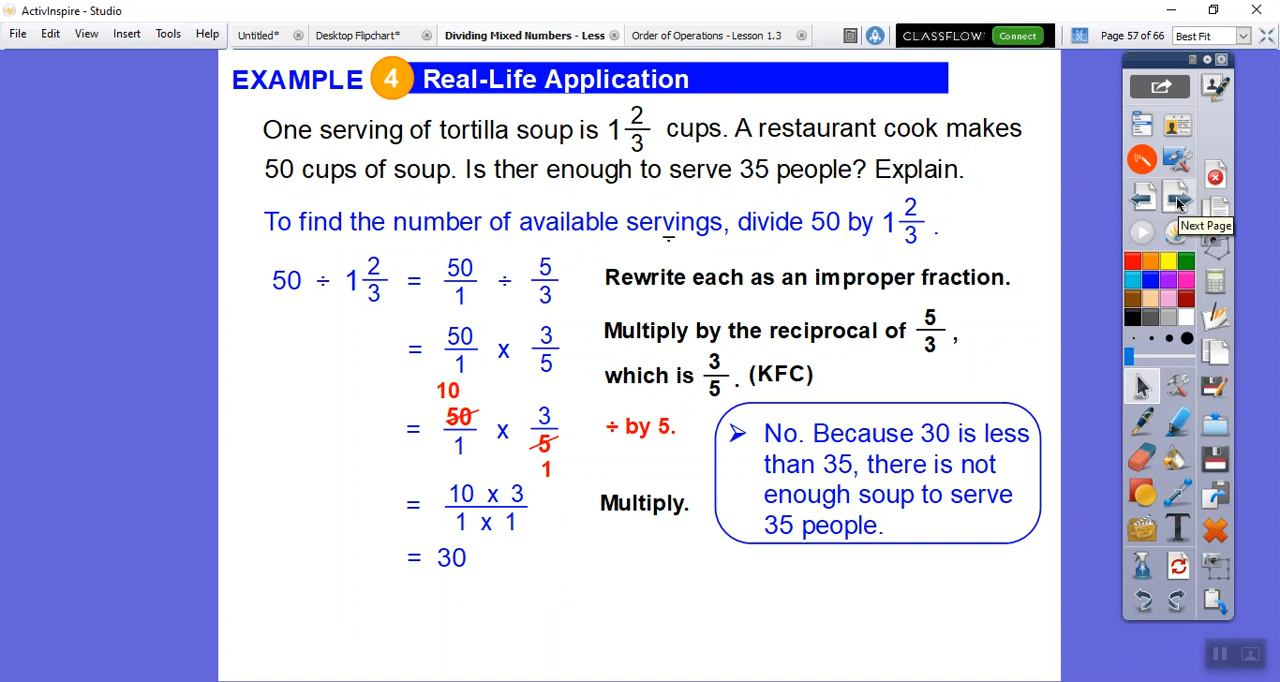 ActivInspire - Studio
File Edit View Insert Tools Help
Untitled* Desktop Flipchart* Dividing Mixed Numbers - Less Order of Operations - Lesson 1.3 CLASSFLOW Connect Page 57 of 66 Best Fit
EXAMPLE 4 Real-Life Application
One serving of tortilla soup is 1 2/3 cups. A restaurant cook makes
50 cups of soup. Is ther enough to serve 35 people? Explain.
To find the number of available servings, divide 50 by 1 2/3 .
Next Page
50 ÷ 1 2/3 = 50/1 ÷ 5/3 Rewrite each as an improper fraction.
= 50/1 x 3/5 Multiply by the reciprocal of 5/3 ,
which is 3/5 . (KFC)
10
= 50/1 x 3/5 ÷ by 5.
1
= 10 x 3 / 1 x 1 Multiply.
= 30
No. Because 30 is less
than 35, there is not
enough soup to serve
35 people.